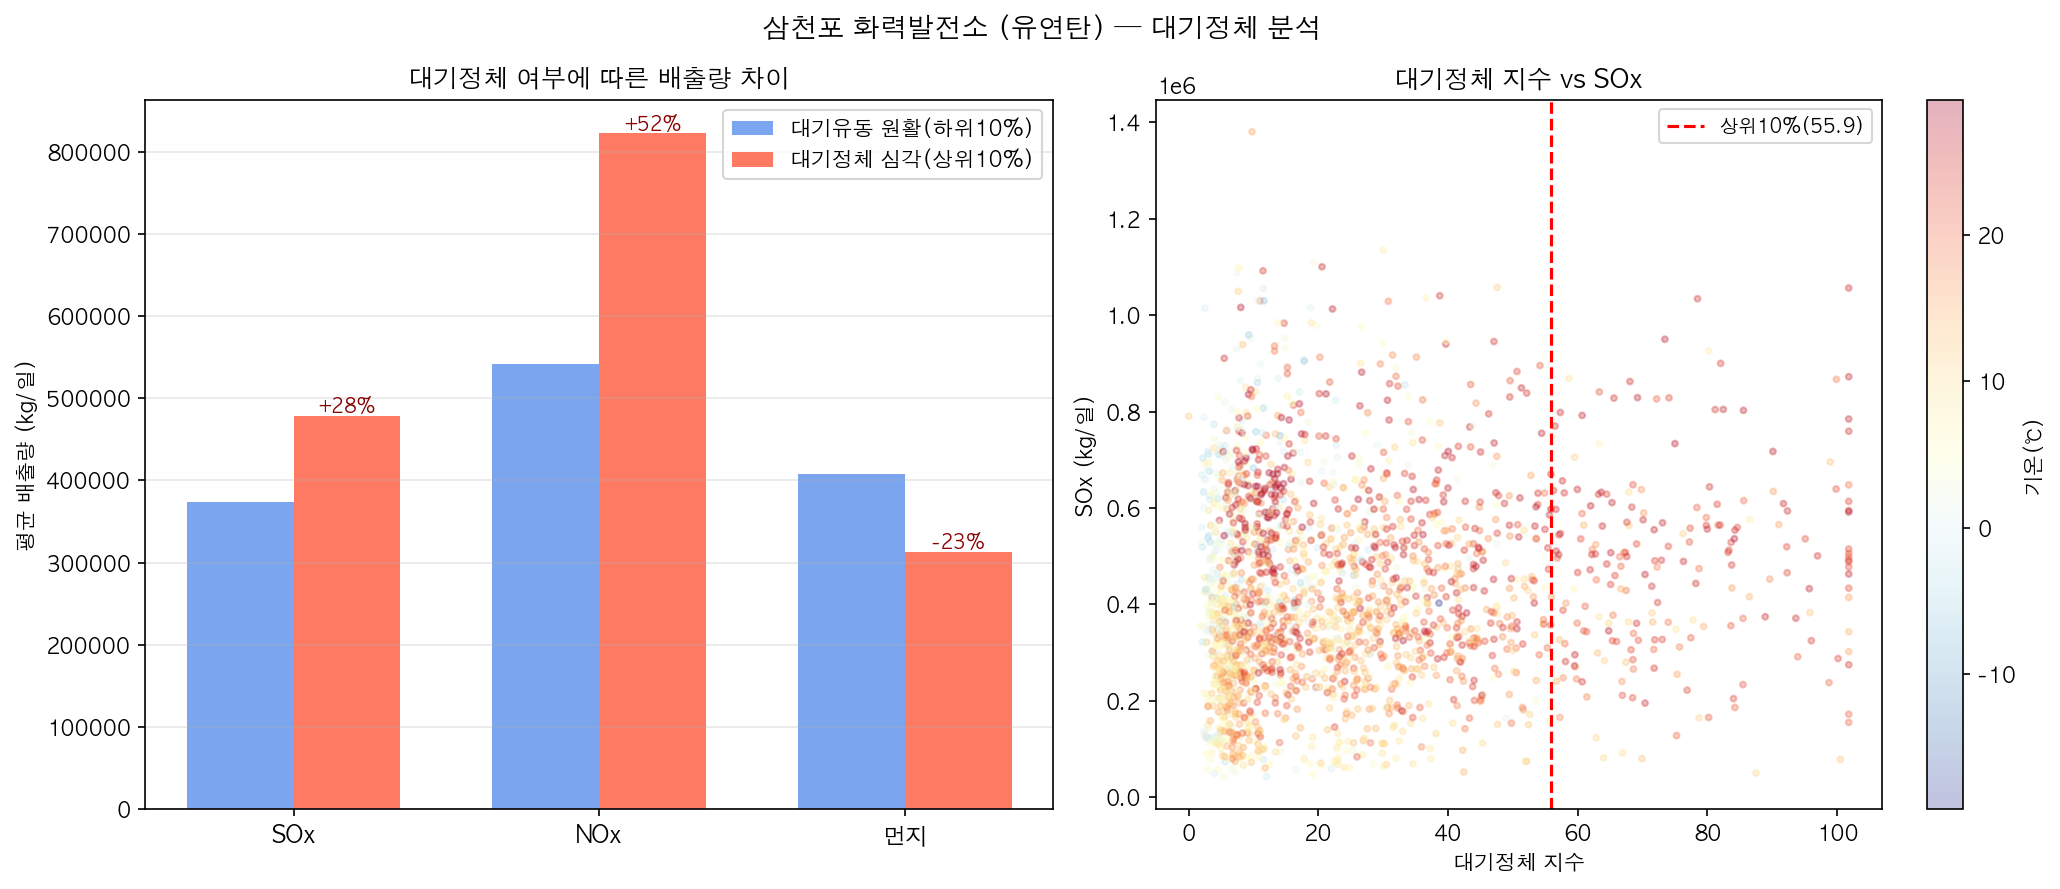 삼천포 화력발전소 (유연탄) — 대기정체 분석
대기정체 여부에 따른 배출량 차이
대기유동 원활(하위10%)
대기정체 심각(상위10%)
+28%
+52%
-23%
평균 배출량 (kg/일)
800000
700000
600000
500000
400000
300000
200000
100000
0
SOx
NOx
먼지
대기정체 지수 vs SOx
1e6
상위10%(55.9)
SOx (kg/일)
1.4
1.2
1.0
0.8
0.6
0.4
0.2
0.0
0
20
40
60
80
100
대기정체 지수
20
10
0
-10
기온(℃)